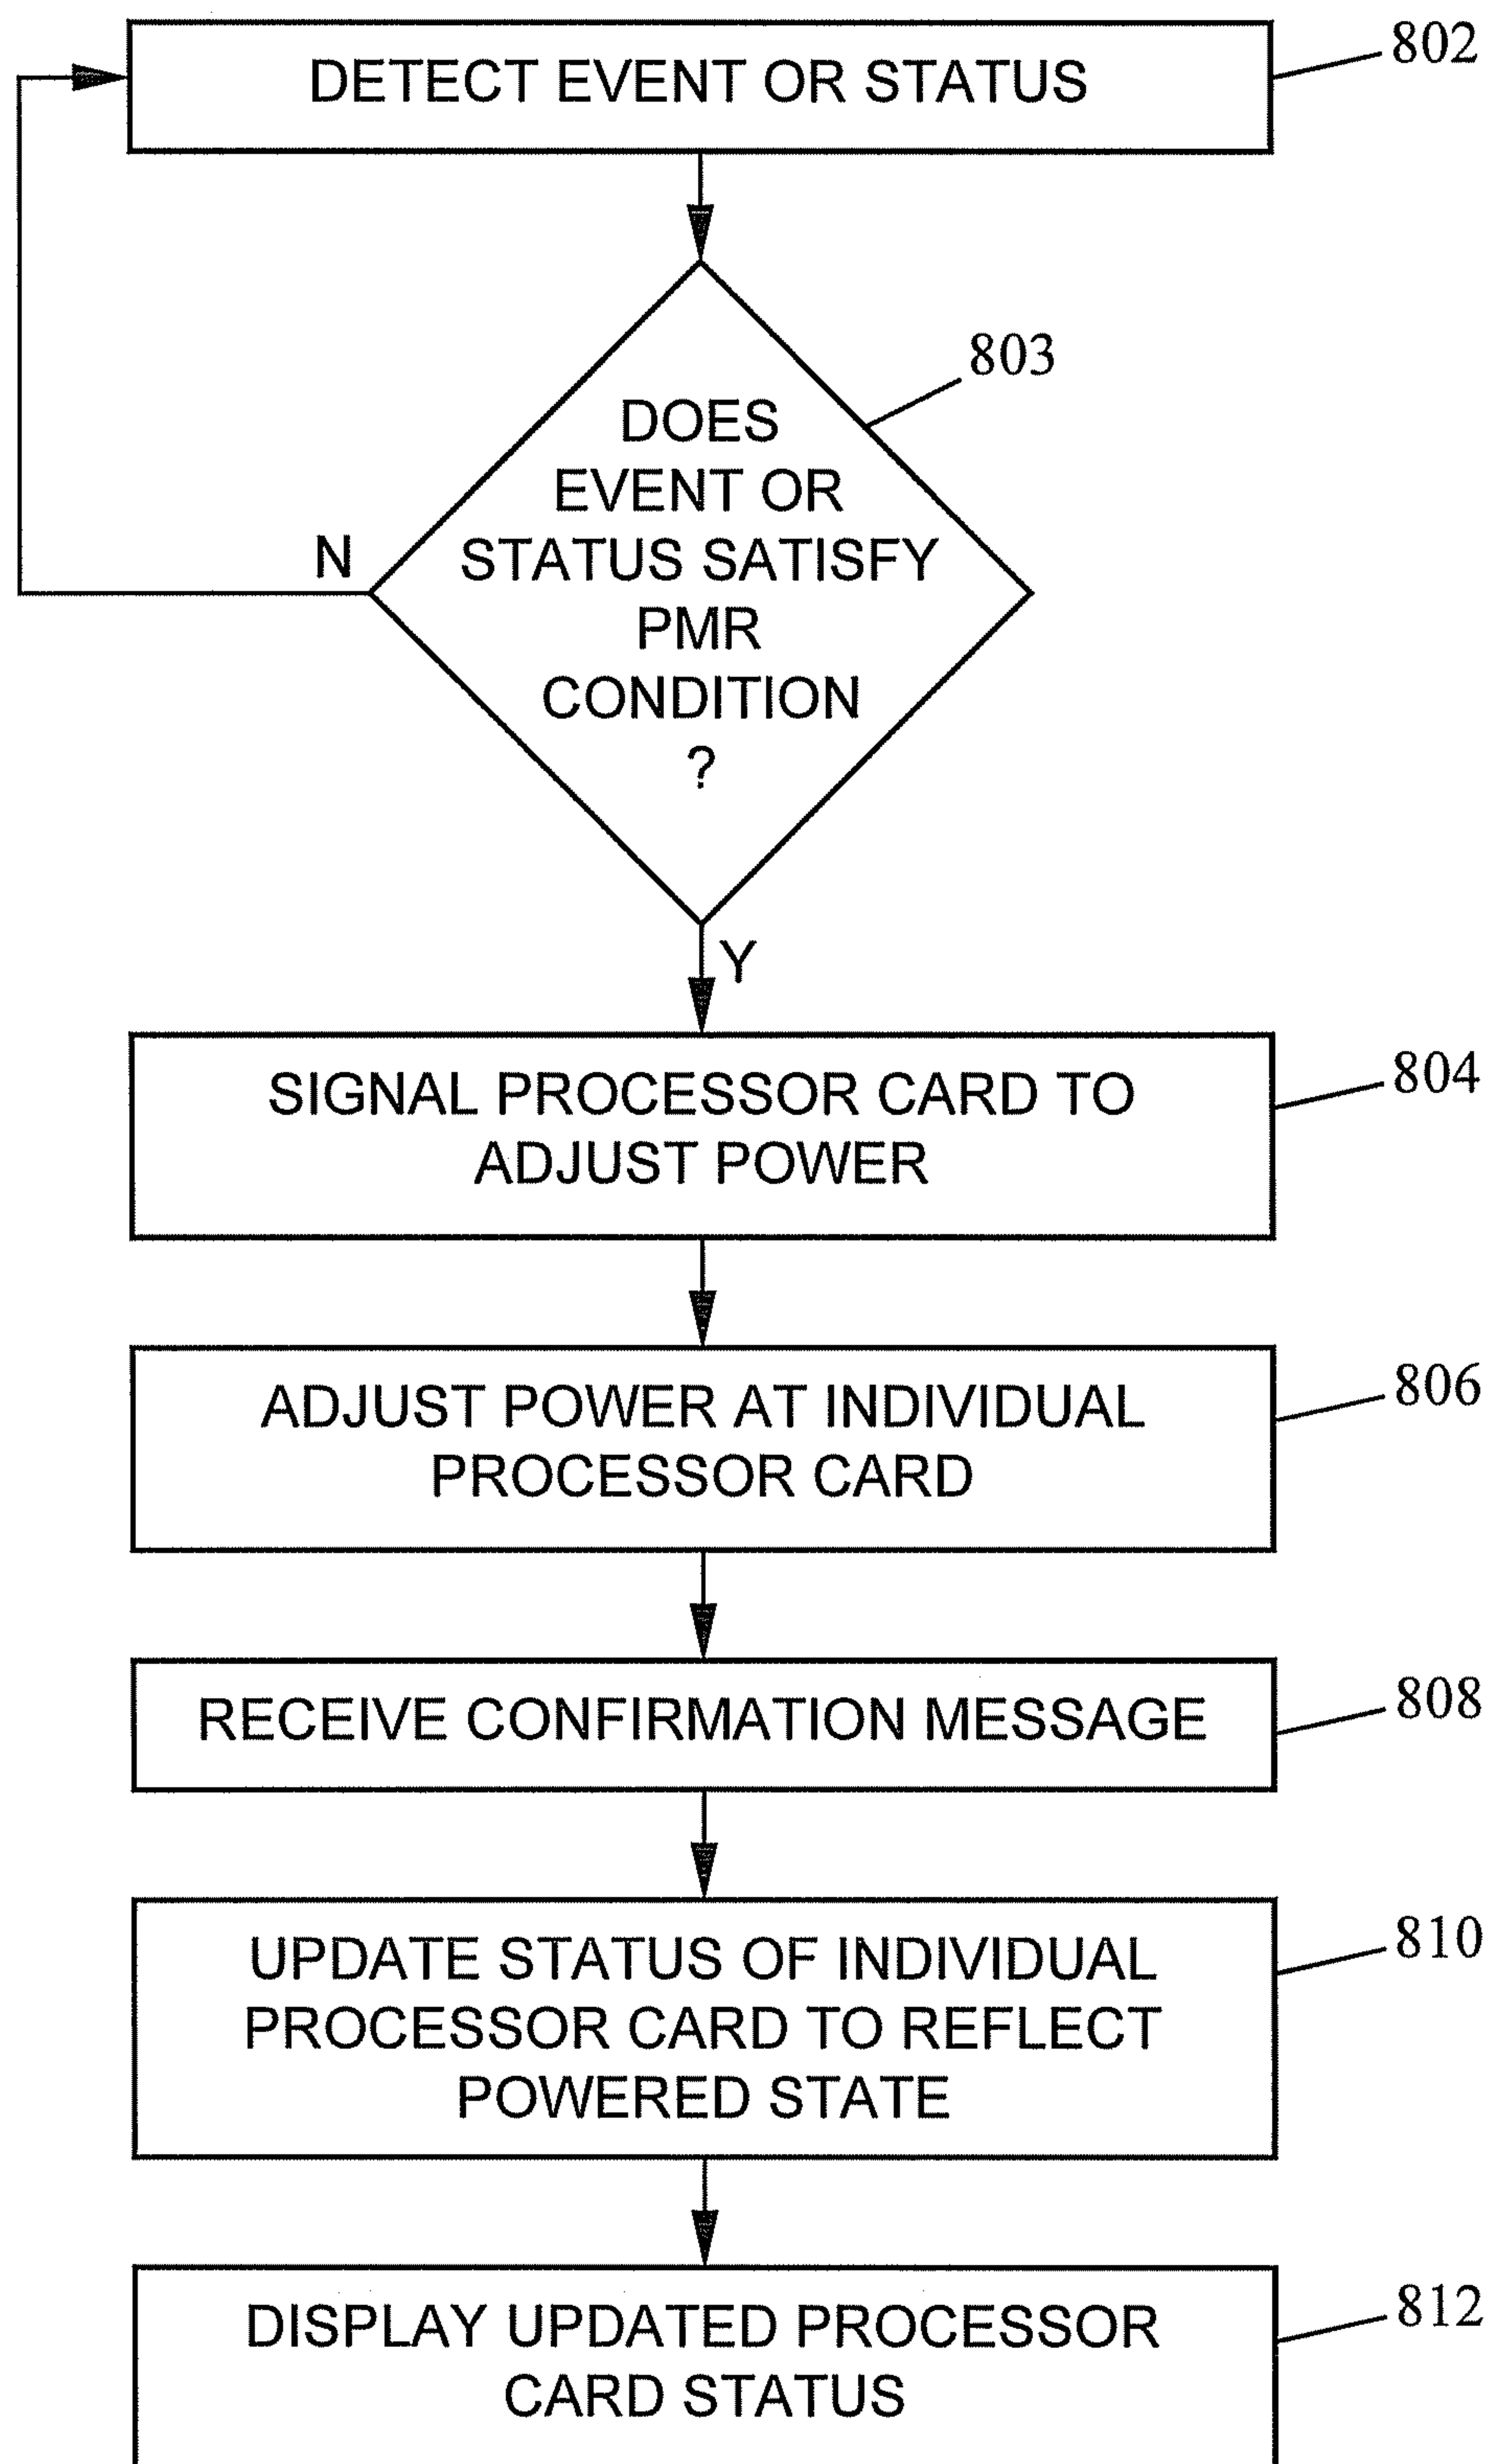 DETECT EVENT OR STATUS
802
DOES
EVENT OR
STATUS SATISFY
PMR
CONDITION
?
803
N
Y
SIGNAL PROCESSOR CARD TO
ADJUST POWER
804
ADJUST POWER AT INDIVIDUAL
PROCESSOR CARD
806
RECEIVE CONFIRMATION MESSAGE
808
UPDATE STATUS OF INDIVIDUAL
PROCESSOR CARD TO REFLECT
POWERED STATE
810
DISPLAY UPDATED PROCESSOR
CARD STATUS
812